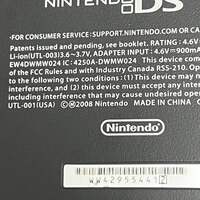 NINTENDO DS
•FOR CONSUMER SERVICE: SUPPORT.NINTENDO.COM OR CA
Patents issued and pending, see booklet. RATING: 4.6V
Li-ion(UTL-003)3.6~3.7V, ADAPTER INPUT: 4.6V⎓900mA
EW4DWMW024 IC: 4250A-DWMW024 This device comp
of the FCC Rules and with Industry Canada RSS-210. Op
is subject to the following two conditions: (1)This device may n
interference, and (2) this device must accept any inter
including interference that may cause undesired
UTL-001(USA) ©2008 Nintendo MADE IN CHINA C
Nintendo